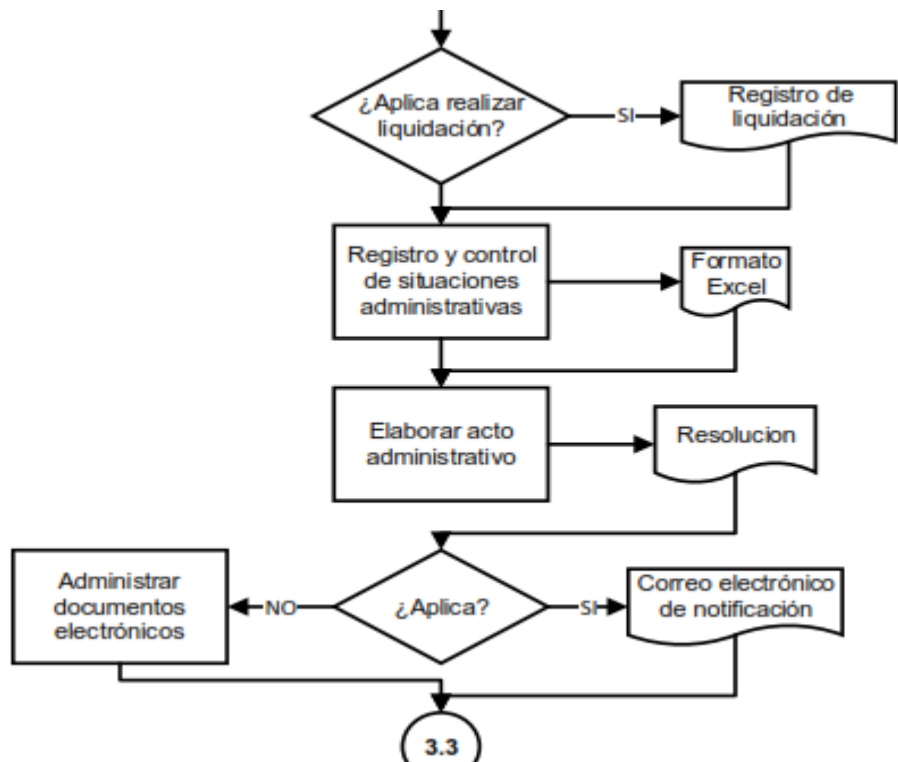 ¿Aplica realizar
liquidación?
SI
Registro de
liquidación
Registro y control
de situaciones
administrativas
Formato
Excel
Elaborar acto
administrativo
Resolucion
Administrar
documentos
electrónicos
NO
¿Aplica?
SI
Correo electrónico
de notificación
3.3